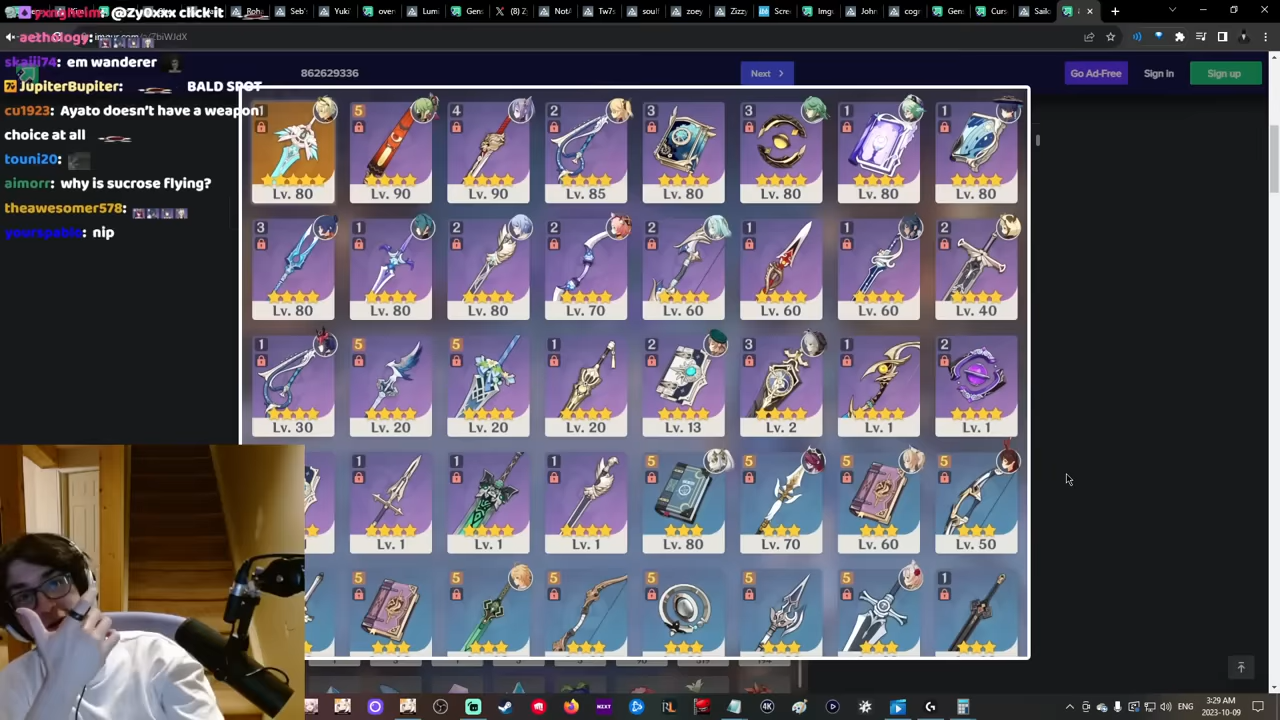 yxngheim: @Zy0xxx click it
aethology:
skaiii74: em wanderer
JupiterBupiter: BALD SPOT
cu1923: Ayato doesn't have a weapon
choice at all
touni20:
aimorr: why is sucrose flying?
theawesomer578:
yourspable: nip
862629336
Next
Go Ad-Free
Sign in
Sign up
1 5 4 2 3 3 1 1
Lv. 80 Lv. 90 Lv. 90 Lv. 85 Lv. 80 Lv. 80 Lv. 80 Lv. 80
3 1 2 2 2 1 1 2
Lv. 80 Lv. 80 Lv. 80 Lv. 70 Lv. 60 Lv. 60 Lv. 60 Lv. 40
1 5 5 1 2 3 1 2
Lv. 30 Lv. 20 Lv. 20 Lv. 20 Lv. 13 Lv. 2 Lv. 1 Lv. 1
1 1 1 5 5 5 5
Lv. 1 Lv. 1 Lv. 1 Lv. 80 Lv. 70 Lv. 60 Lv. 50
5 5 5 5 5 5 1
NEXT
4K
ENG
3:29 AM
2023-10-09